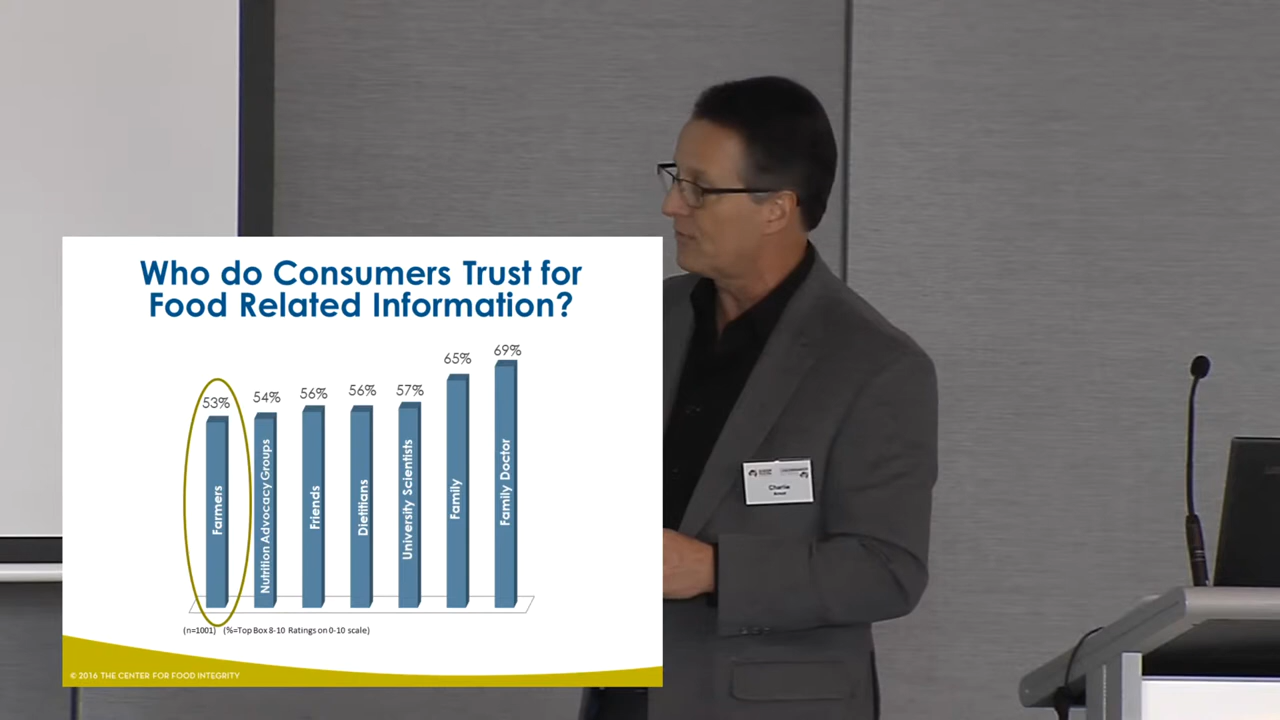 Who do Consumers Trust for
Food Related Information?
53%
54%
56%
56%
57%
65%
69%
Farmers
Nutrition Advocacy Groups
Friends
Dietitians
University Scientists
Family
Family Doctor
(n=1001) (%=Top Box 8-10 Ratings on 0-10 scale)
© 2016 THE CENTER FOR FOOD INTEGRITY
Charlie